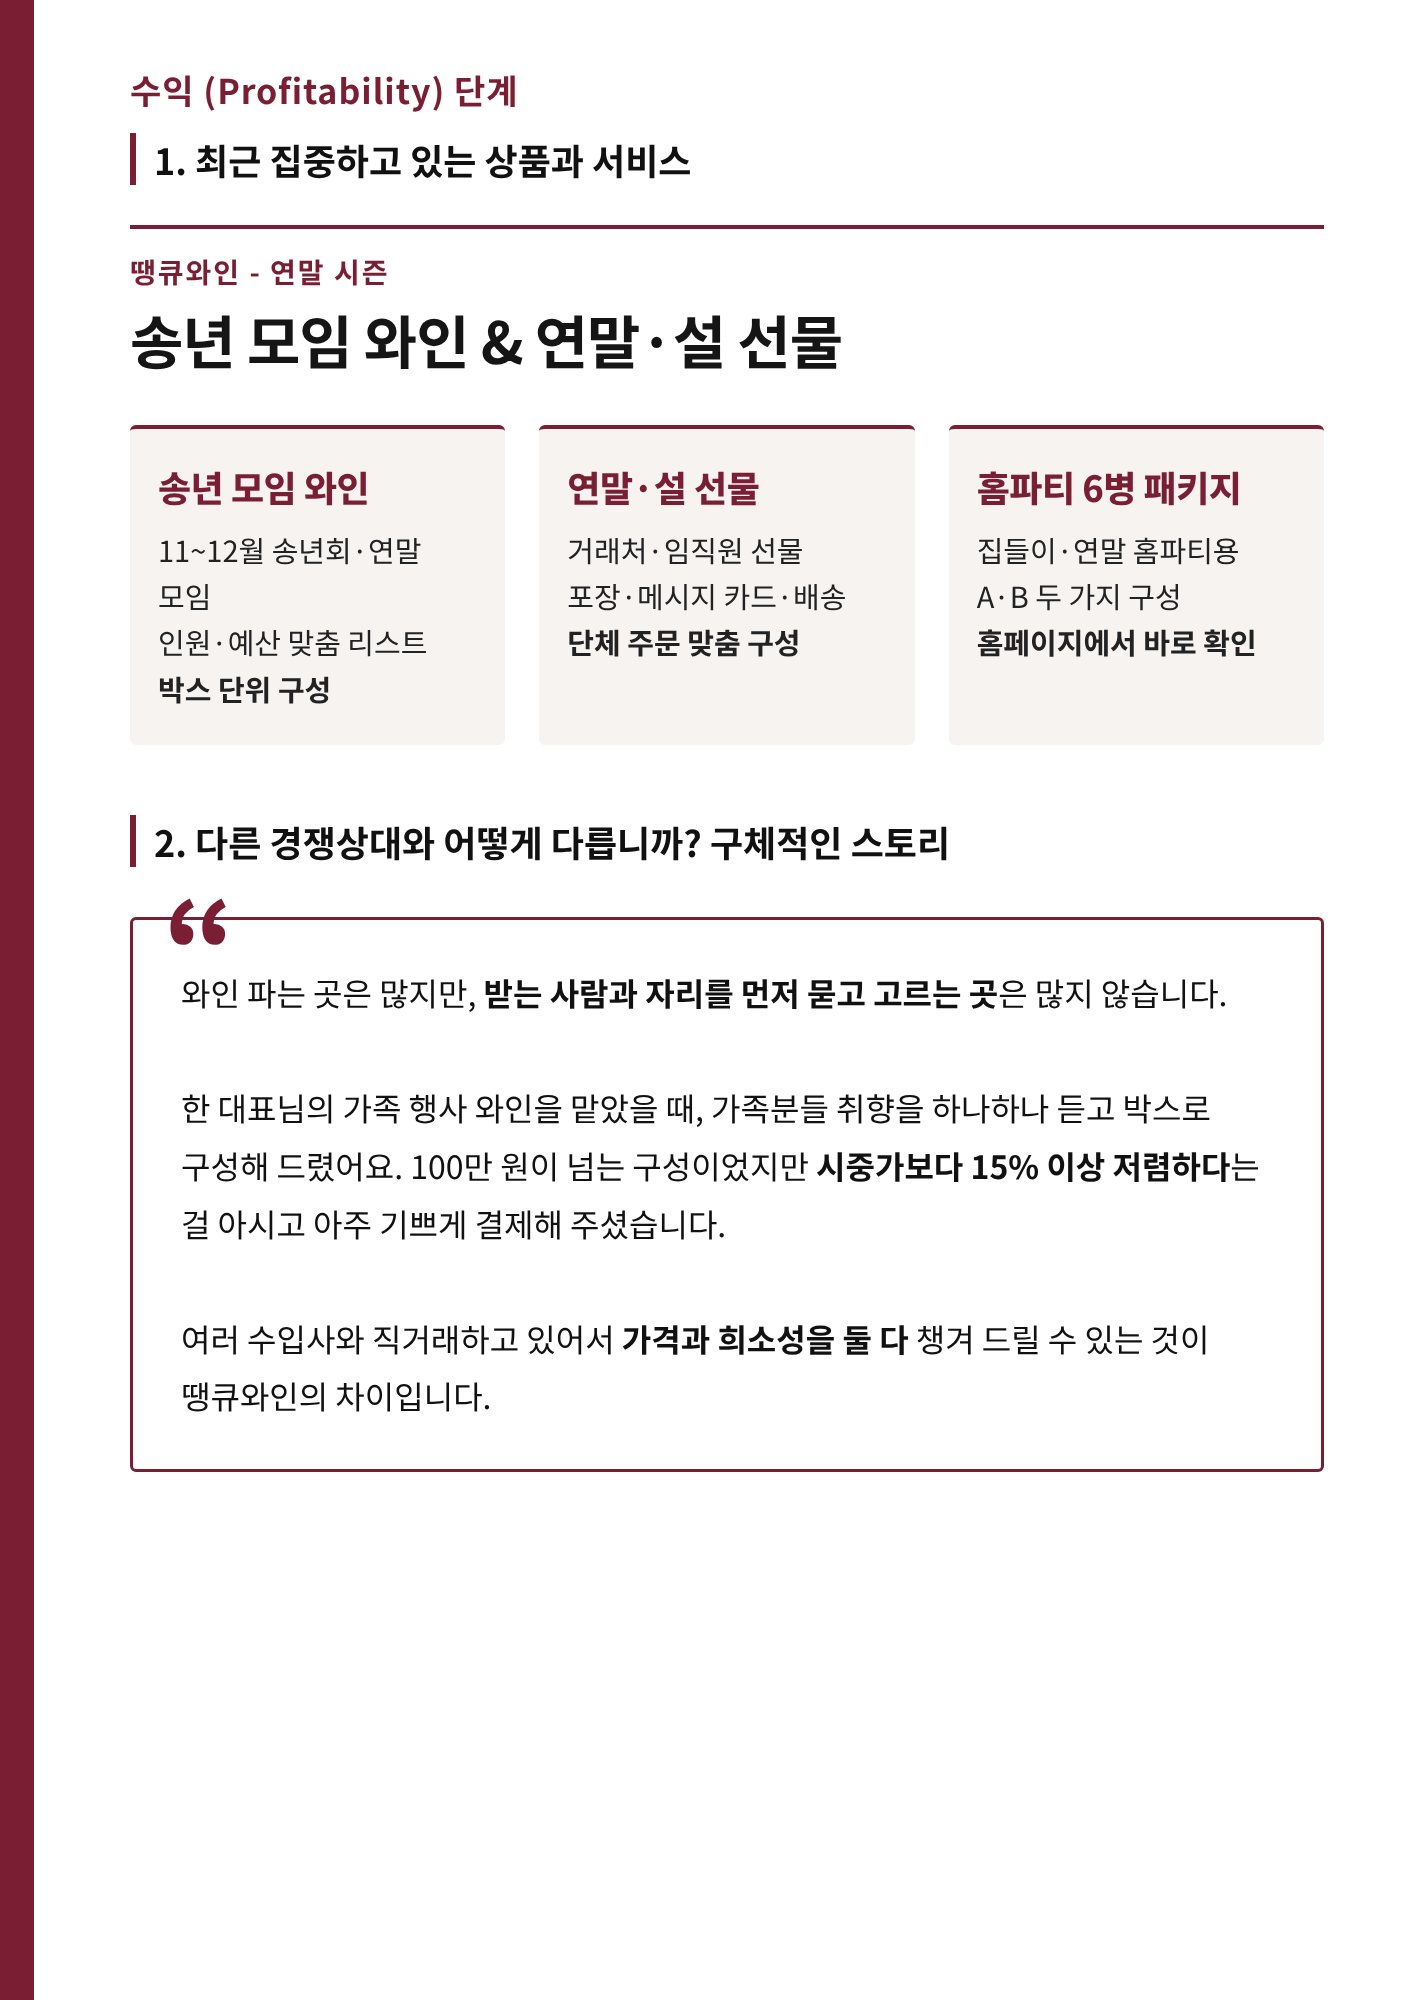 수익 (Profitability) 단계
1. 최근 집중하고 있는 상품과 서비스
땡큐와인 - 연말 시즌
송년 모임 와인 & 연말·설 선물
송년 모임 와인
11~12월 송년회·연말
모임
인원·예산 맞춤 리스트
박스 단위 구성
연말·설 선물
거래처·임직원 선물
포장·메시지 카드·배송
단체 주문 맞춤 구성
홈파티 6병 패키지
집들이·연말 홈파티용
A·B 두 가지 구성
홈페이지에서 바로 확인
2. 다른 경쟁상대와 어떻게 다릅니까? 구체적인 스토리
“
와인 파는 곳은 많지만, 받는 사람과 자리를 먼저 묻고 고르는 곳은 많지 않습니다.
한 대표님의 가족 행사 와인을 맡았을 때, 가족분들 취향을 하나하나 듣고 박스로
구성해 드렸어요. 100만 원이 넘는 구성이었지만 시중가보다 15% 이상 저렴하다는
걸 아시고 아주 기쁘게 결제해 주셨습니다.
여러 수입사와 직거래하고 있어서 가격과 희소성을 둘 다 챙겨 드릴 수 있는 것이
땡큐와인의 차이입니다.